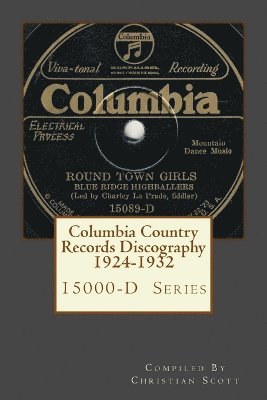 Columbia
Viva-tonal Recording
Columbia
ELECTRICAL PROCESS
Mountain Dance Music
ROUND TOWN GIRLS
BLUE RIDGE HIGHBALLERS
(Led by Charley La Prade, fiddler)
15089-D
Columbia Country
Records Discography
1924-1932
15000-D Series
Compiled By
Christian Scott